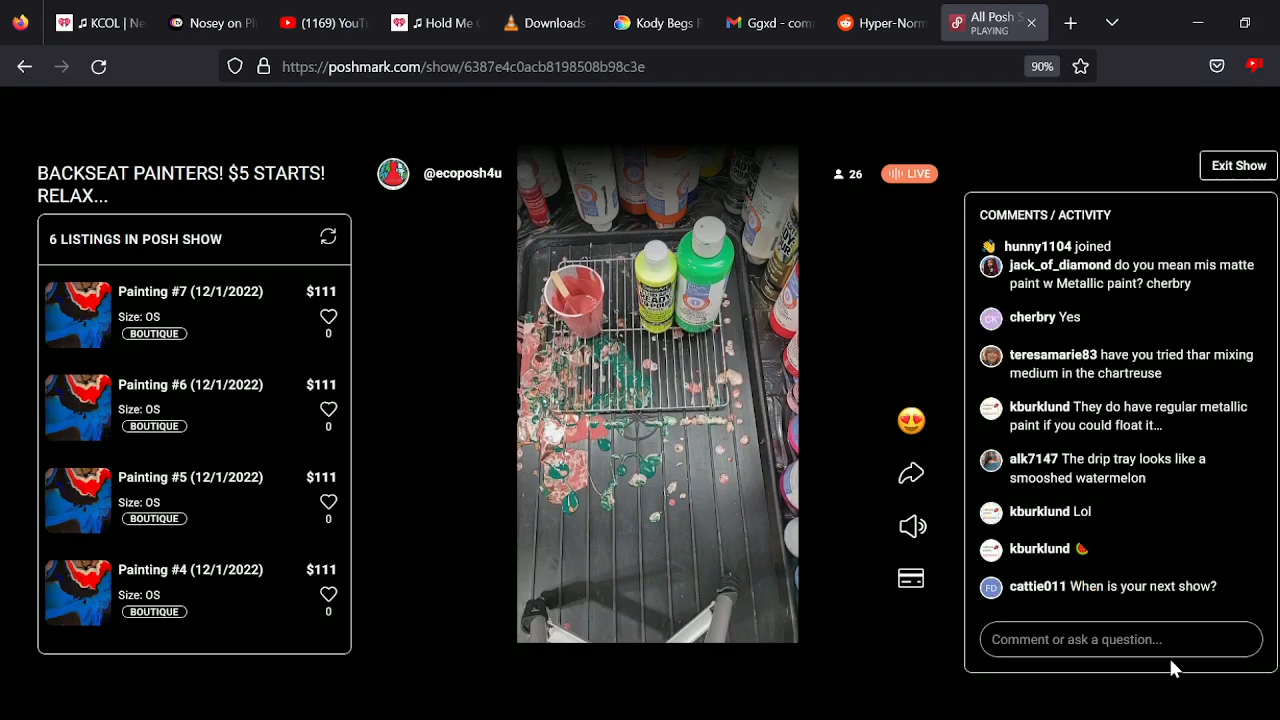 KCOL | Ne
Nosey on Pl
(1169) YouT
Hold Me C
Downloads
Kody Begs F
Ggxd - com
Hyper-Norm
All Posh S
PLAYING
https://poshmark.com/show/6387e4c0acb8198508b98c3e
90%
BACKSEAT PAINTERS! $5 STARTS!
RELAX...
@ecoposh4u
26
LIVE
Exit Show
6 LISTINGS IN POSH SHOW
Painting #7 (12/1/2022) $111
Size: OS
BOUTIQUE
0
Painting #6 (12/1/2022) $111
Size: OS
BOUTIQUE
0
Painting #5 (12/1/2022) $111
Size: OS
BOUTIQUE
0
Painting #4 (12/1/2022) $111
Size: OS
BOUTIQUE
0
READY
COMMENTS / ACTIVITY
hunny1104 joined
jack_of_diamond do you mean mis matte
paint w Metallic paint? cherbry
CK
cherbry Yes
teresamarie83 have you tried thar mixing
medium in the chartreuse
kburklund They do have regular metallic
paint if you could float it...
alk7147 The drip tray looks like a
smooshed watermelon
kburklund Lol
kburklund 🍉
FD
cattie011 When is your next show?
Comment or ask a question...